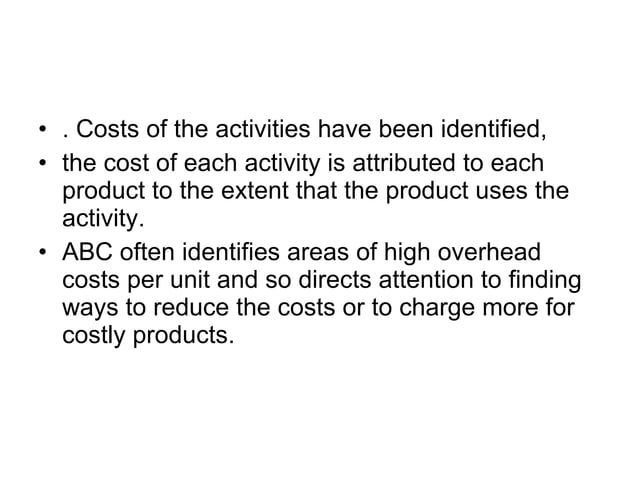 • . Costs of the activities have been identified,
• the cost of each activity is attributed to each
product to the extent that the product uses the
activity.
• ABC often identifies areas of high overhead
costs per unit and so directs attention to finding
ways to reduce the costs or to charge more for
costly products.